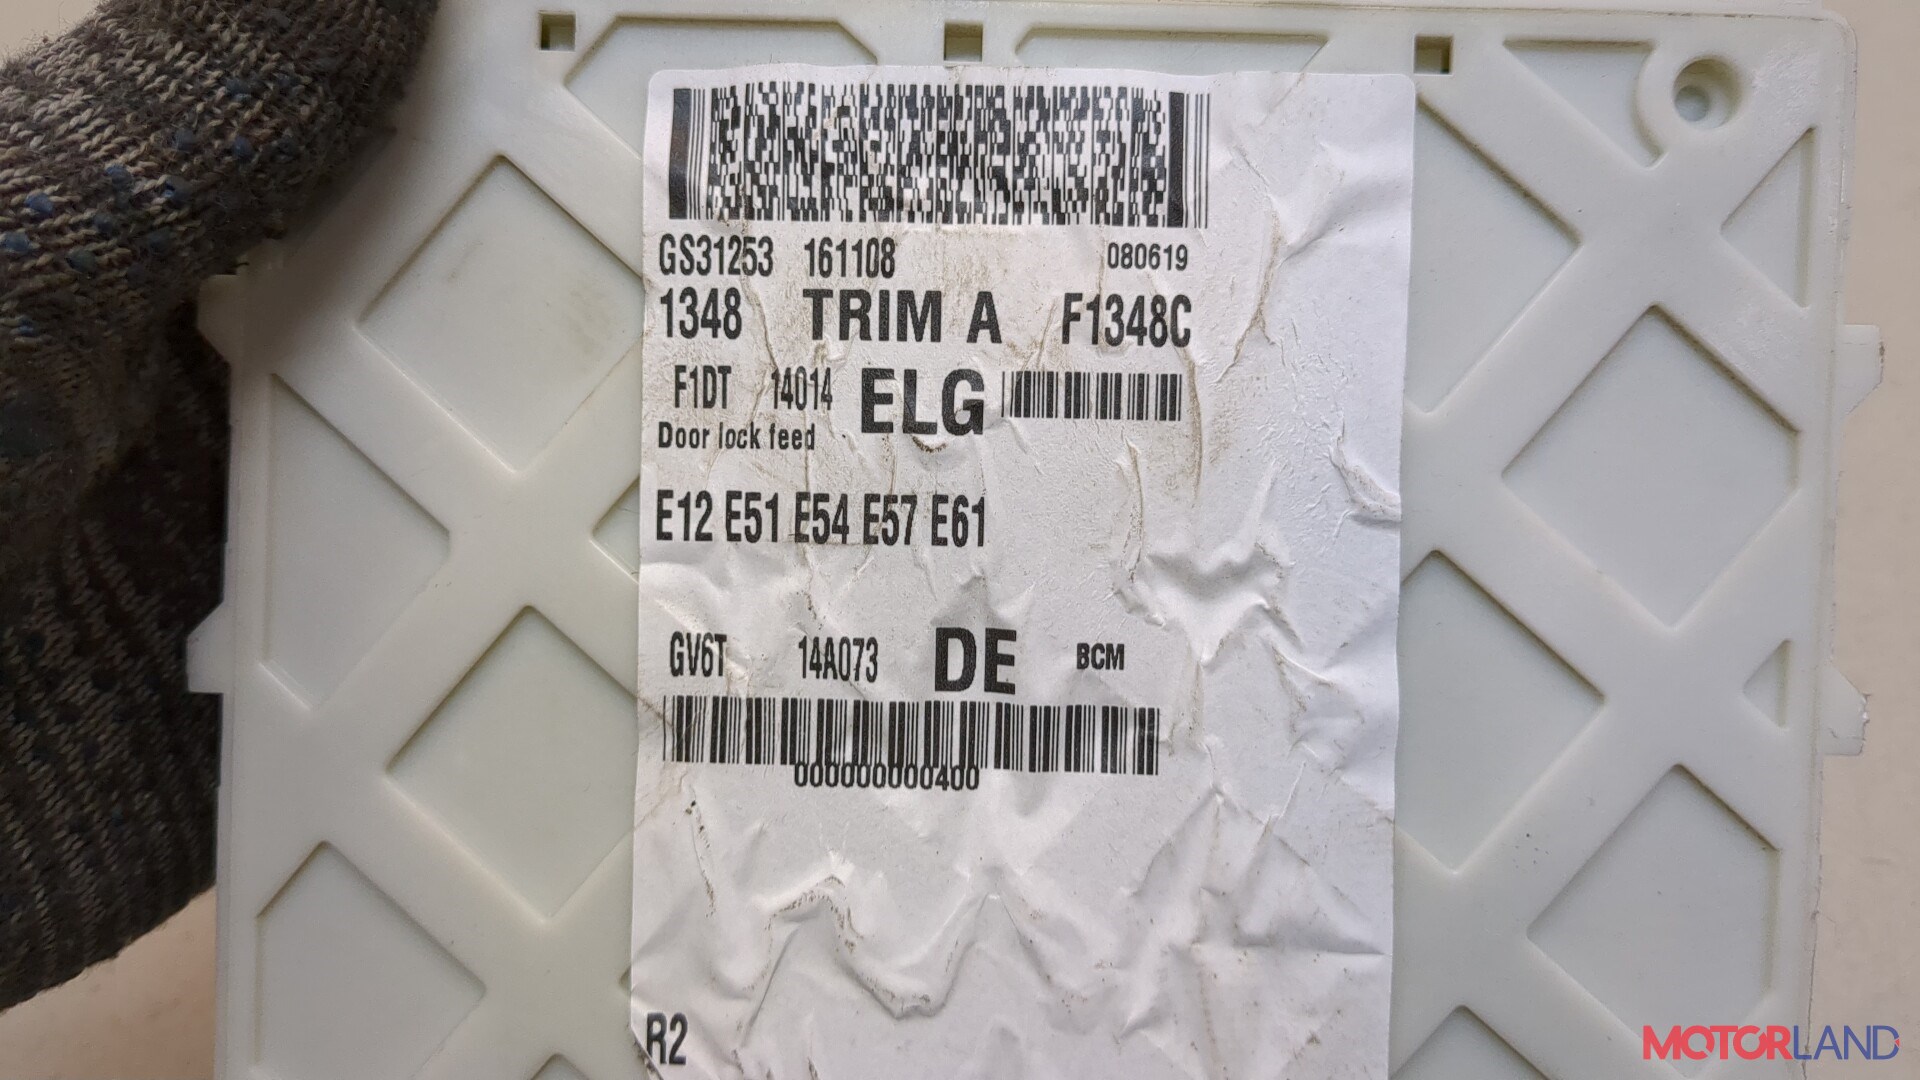 GS31253 161108 080619
1348 TRIM A F1348C
F1DT 14014 ELG
Door lock feed
E12 E51 E54 E57 E61
GV6T 14A073 DE BCM
000000000400
R2
MOTORLAND